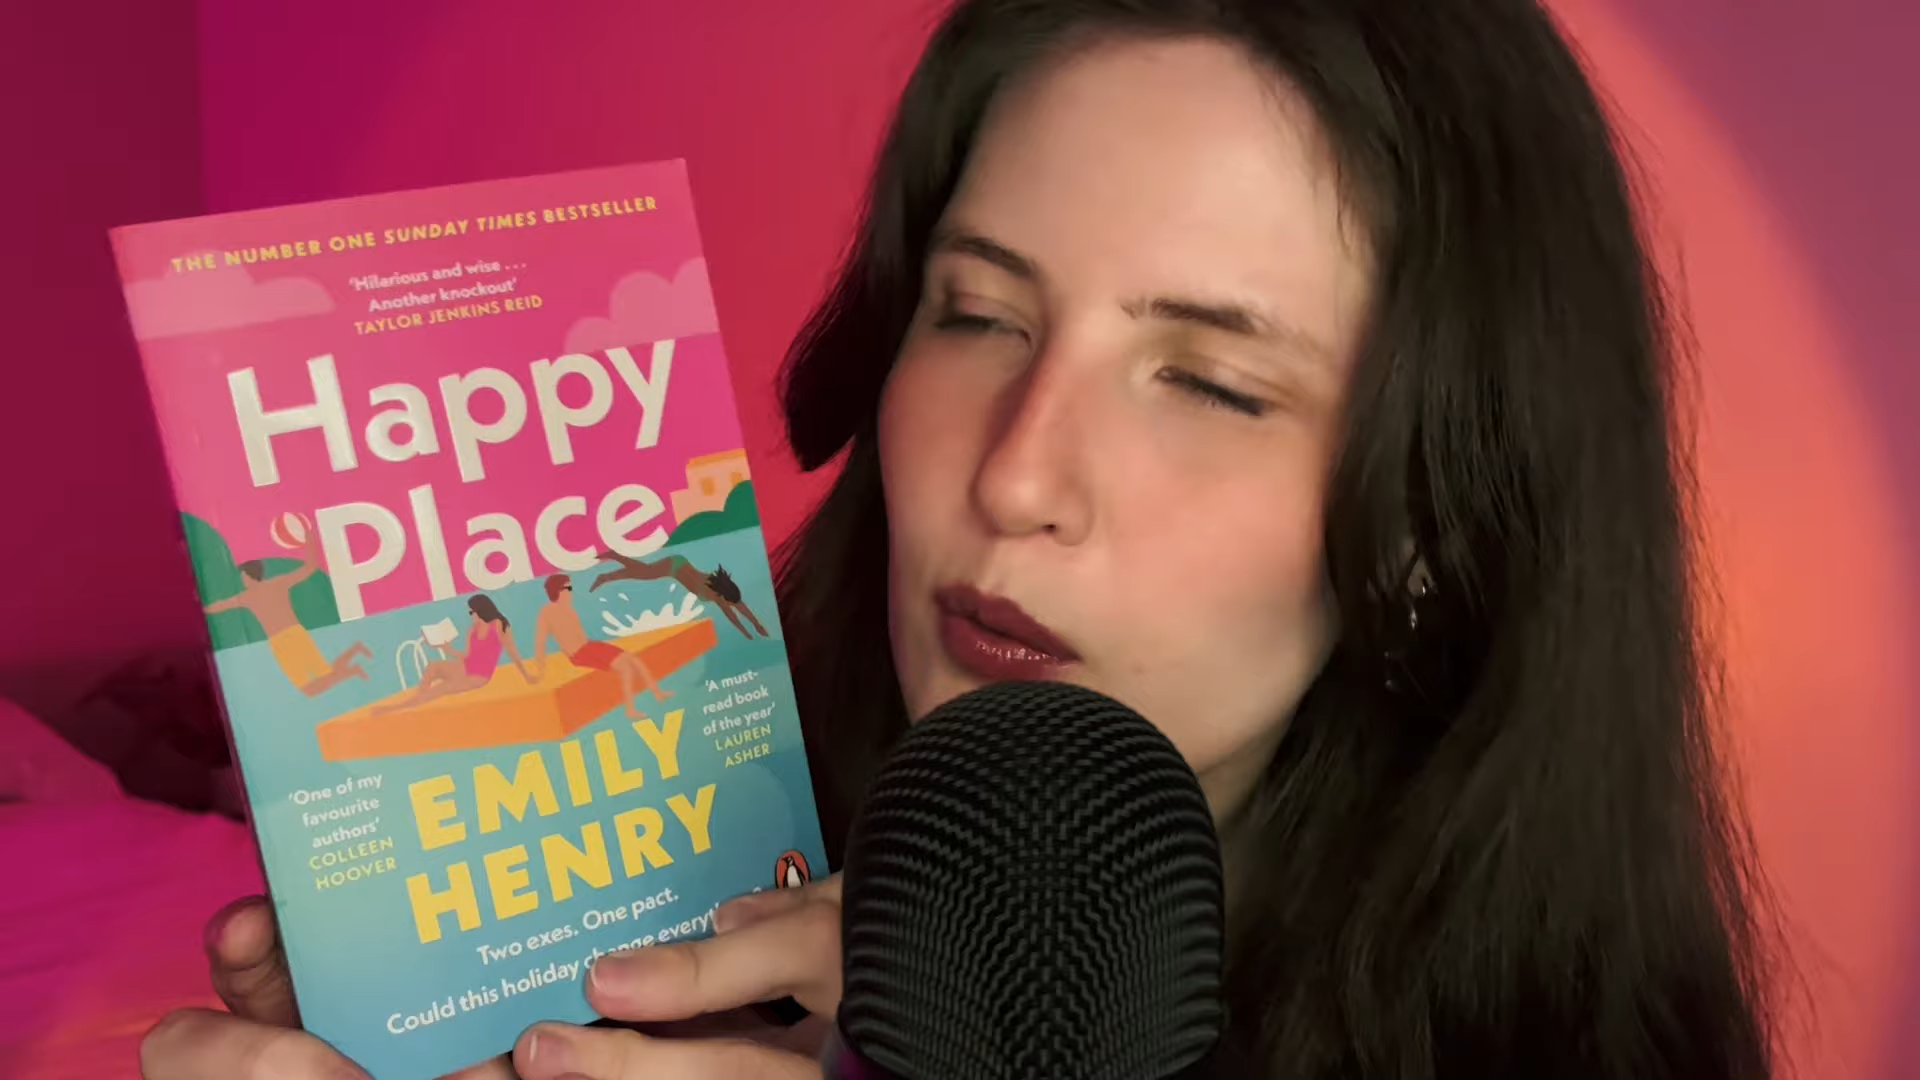 THE NUMBER ONE SUNDAY TIMES BESTSELLER
'Hilarious and wise ...
Another knockout'
TAYLOR JENKINS REID
Happy
Place
'A must-
read book
of the year'
LAUREN
ASHER
'One of my
favourite
authors'
COLLEEN
HOOVER
EMILY
HENRY
Two exes. One pact.
Could this holiday change